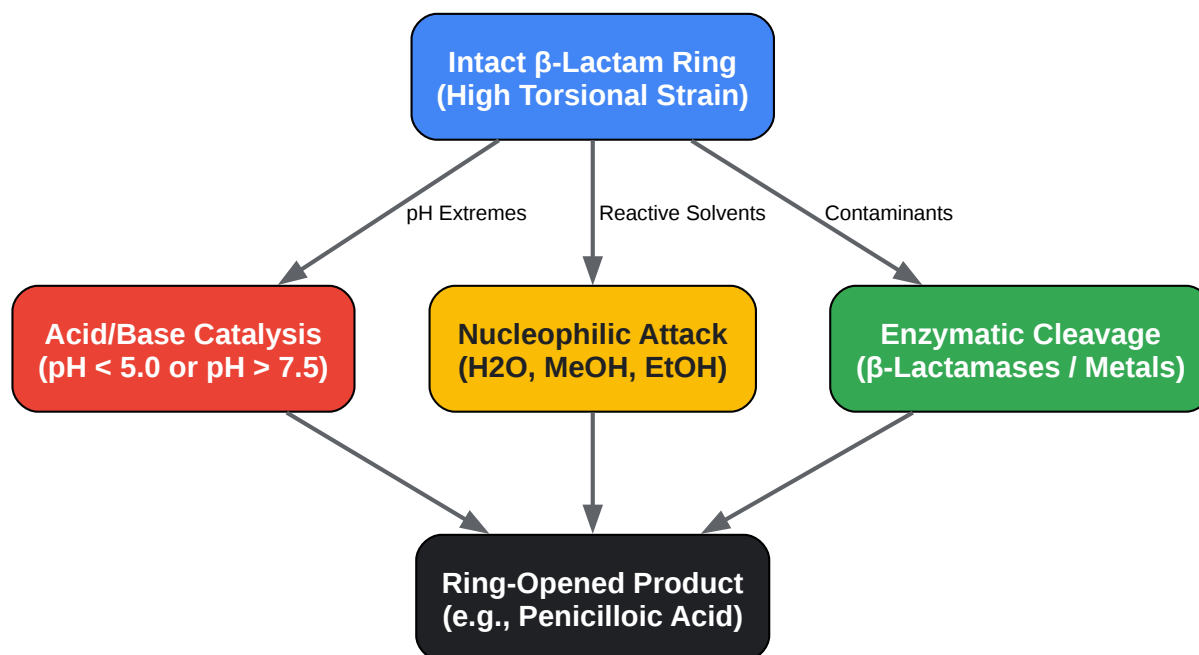 Intact β-Lactam Ring
(High Torsional Strain)
pH Extremes
Reactive Solvents
Contaminants
Acid/Base Catalysis
(pH < 5.0 or pH > 7.5)
Nucleophilic Attack
(H2O, MeOH, EtOH)
Enzymatic Cleavage
(β-Lactamases / Metals)
Ring-Opened Product
(e.g., Penicilloic Acid)